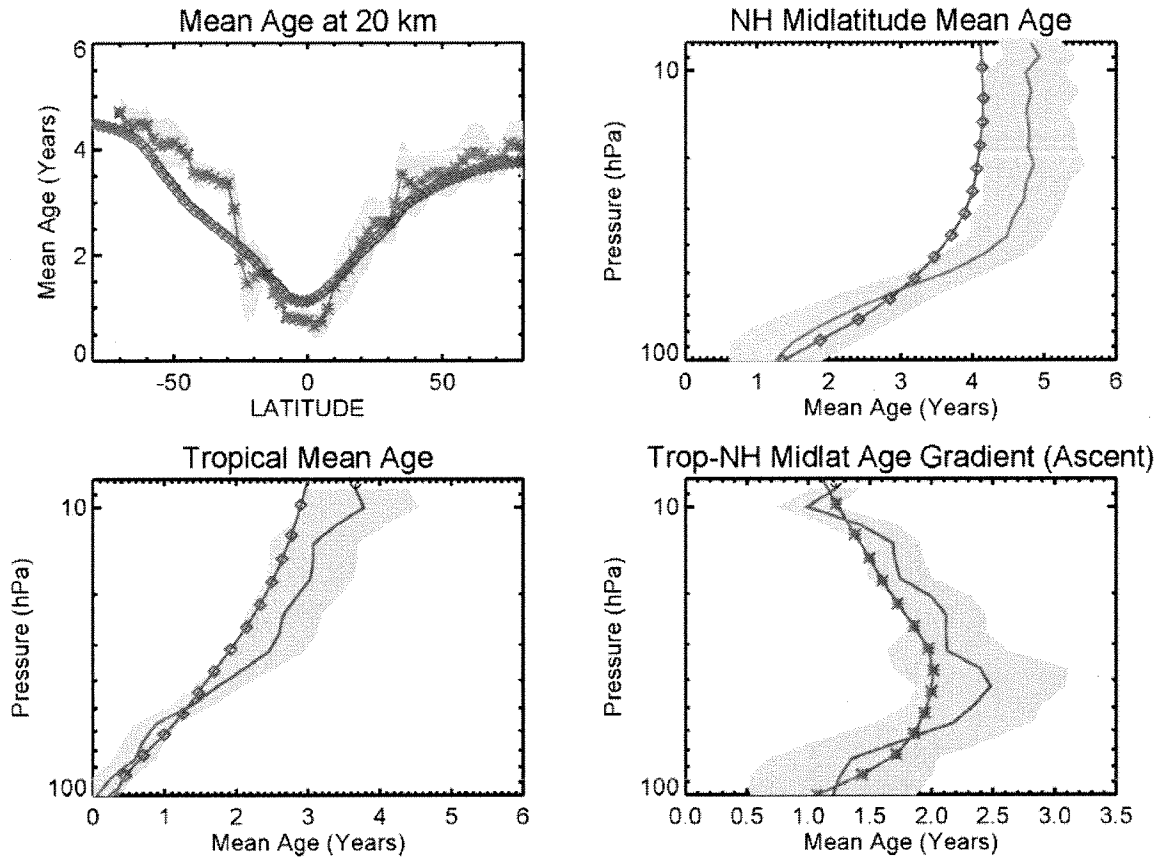 Mean Age at 20 km
6
4
2
0
Mean Age (Years)
-50
0
50
LATITUDE
NH Midlatitude Mean Age
10
100
Pressure (hPa)
0
1
2
3
4
5
6
Mean Age (Years)
Tropical Mean Age
10
100
Pressure (hPa)
0
1
2
3
4
5
6
Mean Age (Years)
Trop-NH Midlat Age Gradient (Ascent)
10
100
Pressure (hPa)
0.0
0.5
1.0
1.5
2.0
2.5
3.0
3.5
Mean Age (Years)